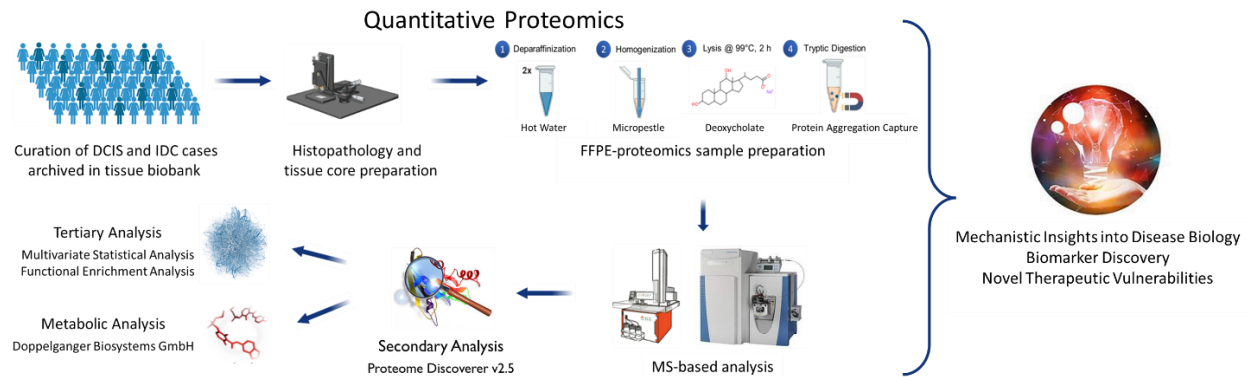 Quantitative Proteomics
Curation of DCIS and IDC cases
archived in tissue biobank
Histopathology and
tissue core preparation
1 Deparaffinization
2 Homogenization
3 Lysis @ 99°C, 2 h
4 Tryptic Digestion
2x
Hot Water
Micropestle
Deoxycholate
Protein Aggregation Capture
FFPE-proteomics sample preparation
MS-based analysis
Secondary Analysis
Proteome Discoverer v2.5
Tertiary Analysis
Multivariate Statistical Analysis
Functional Enrichment Analysis
Metabolic Analysis
Doppelganger Biosystems GmbH
Mechanistic Insights into Disease Biology
Biomarker Discovery
Novel Therapeutic Vulnerabilities